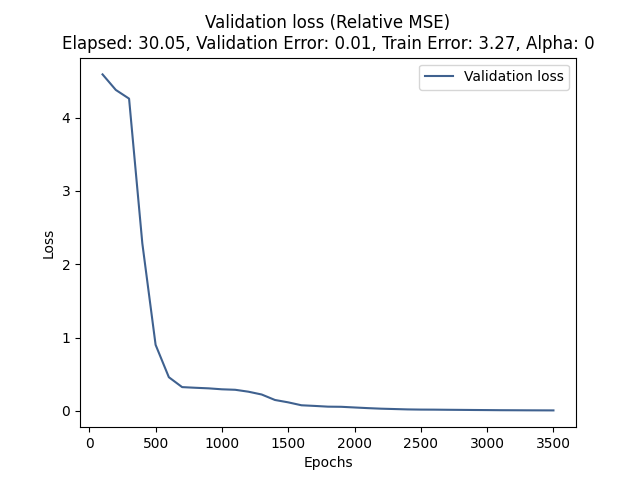 Validation loss (Relative MSE)
Elapsed: 30.05, Validation Error: 0.01, Train Error: 3.27, Alpha: 0
Validation loss
4
3
2
1
0
Loss
0 500 1000 1500 2000 2500 3000 3500
Epochs